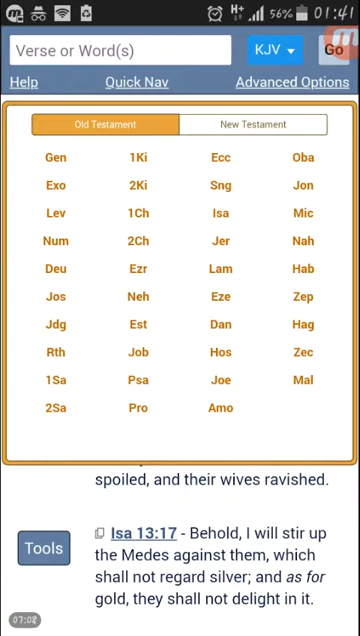 56% 01:41
Verse or Word(s) KJV Go
Help Quick Nav Advanced Options
Old Testament New Testament
Gen 1Ki Ecc Oba
Exo 2Ki Sng Jon
Lev 1Ch Isa Mic
Num 2Ch Jer Nah
Deu Ezr Lam Hab
Jos Neh Eze Zep
Jdg Est Dan Hag
Rth Job Hos Zec
1Sa Psa Joe Mal
2Sa Pro Amo
spoiled, and their wives ravished.
Tools Isa 13:17 - Behold, I will stir up
the Medes against them, which
shall not regard silver; and as for
gold, they shall not delight in it.
07:08